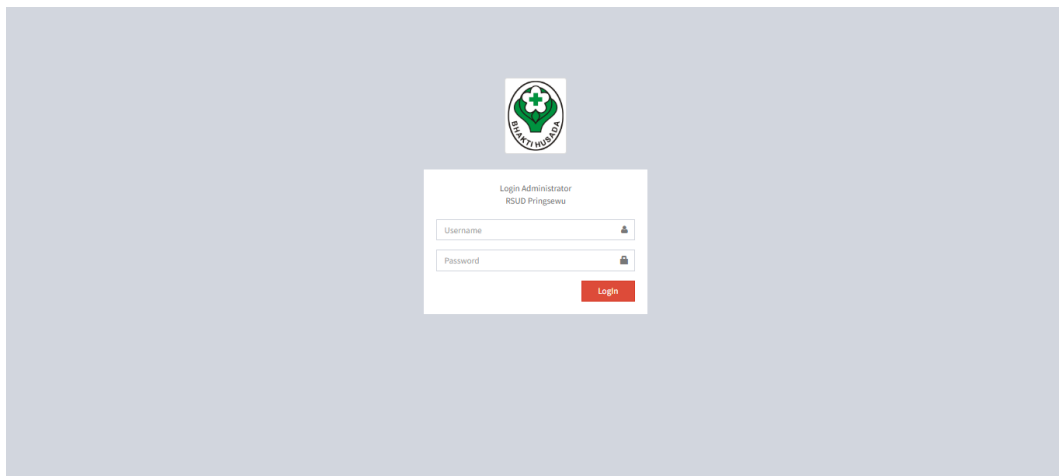 BHAKTI HUSADA
Login Administrator
RSUD Pringsewu
Username
Password
LogIn